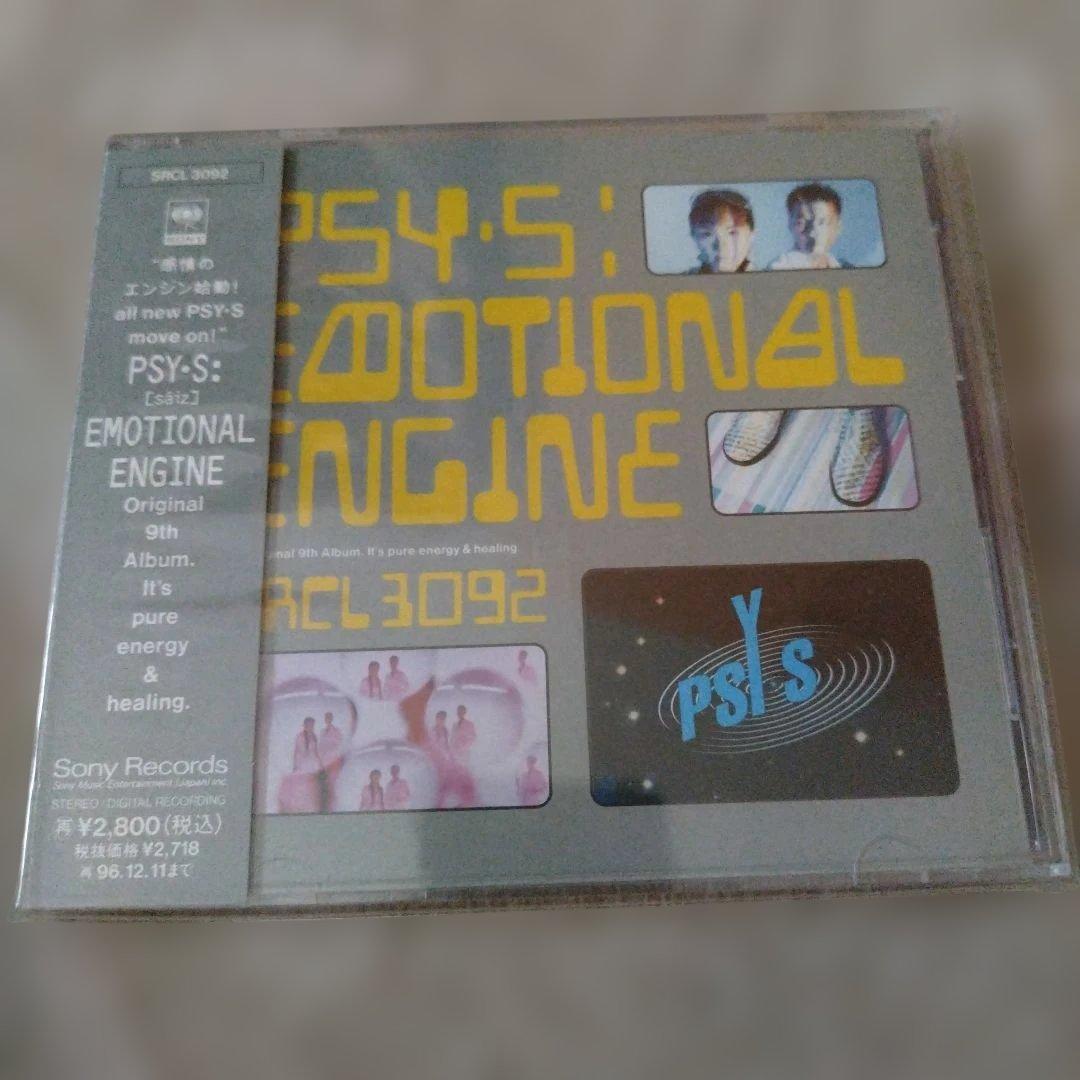 SRCL 3092
SONY
"感情の
エンジン始動!
all new PSY·S
move on!"
PSY·S:
[sáiz]
EMOTIONAL
ENGINE
Original
9th
Album.
It's
pure
energy
&
healing.
Sony Records
Sony Music Entertainment (Japan) Inc.
STEREO / DIGITAL RECORDING
再 ¥2,800(税込)
税抜価格¥2,718
再 96.12.11まで
PSY·S:
EMOTIONAL
ENGINE
nal 9th Album. It's pure energy & healing
RCL 3092
PSYS